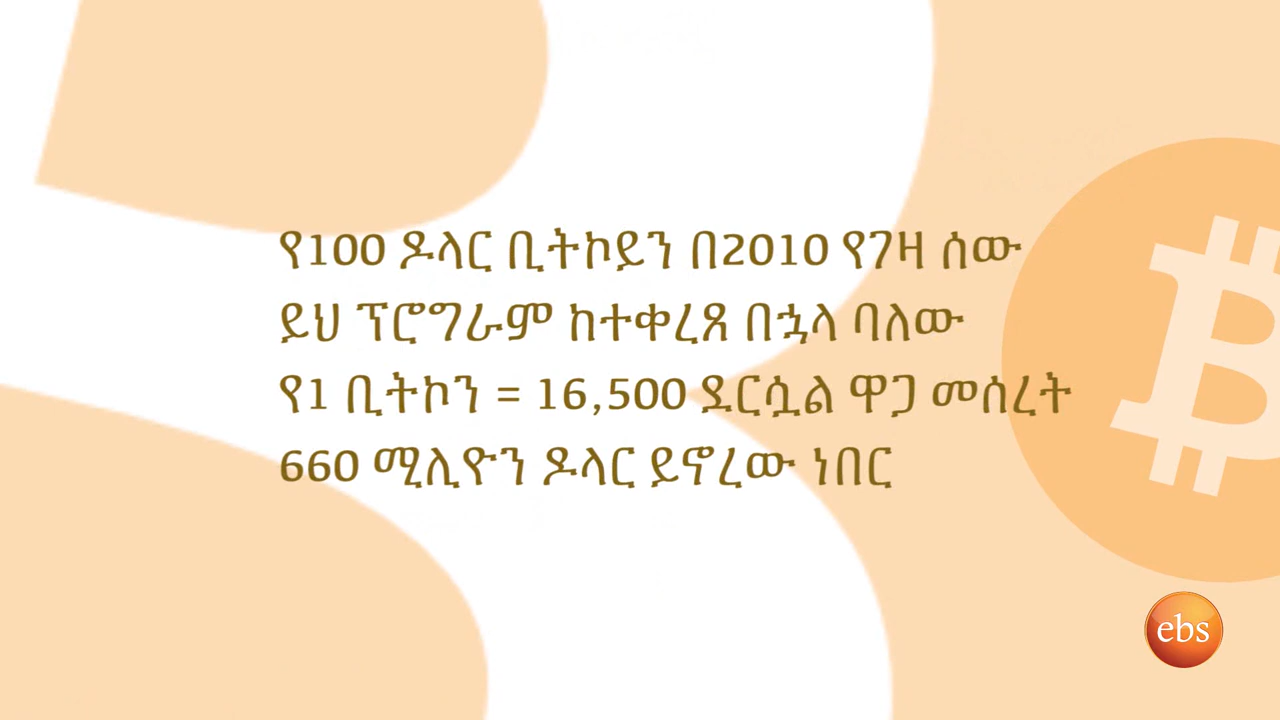 የ100 ዶላር ቢትኮይን በ2010 የገዛ ሰው
ይህ ፕሮግራም ከተቀረጸ በኋላ ባለው
የ1 ቢትኮን = 16,500 ደርሷል ዋጋ መሰረት
660 ሚሊዮን ዶላር ይኖረው ነበር
ebs